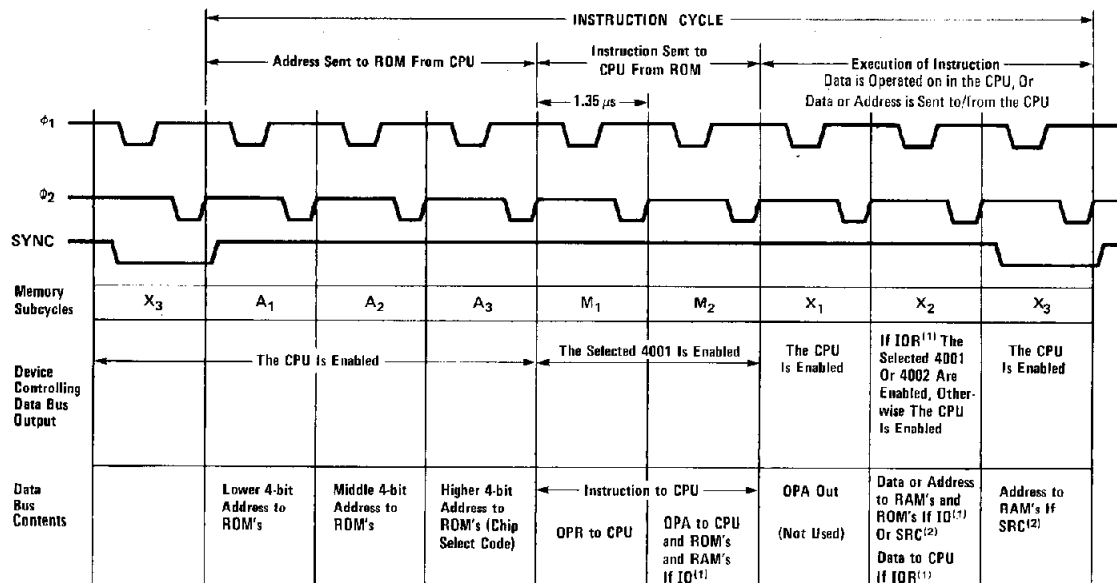 INSTRUCTION CYCLE
Address Sent to ROM From CPU
Instruction Sent to
CPU From ROM
Execution of Instruction
Data is Operated on in the CPU, Or
Data or Address is Sent to/from the CPU
1.35 μs
ϕ1
ϕ2
SYNC
Memory
Subcycles
X3
A1
A2
A3
M1
M2
X1
X2
X3
Device
Controlling
Data Bus
Output
The CPU Is Enabled
The Selected 4001 Is Enabled
The CPU
Is Enabled
If IOR(1) The
Selected 4001
Or 4002 Are
Enabled, Other-
wise The CPU
Is Enabled
The CPU
Is Enabled
Data
Bus
Contents
Lower 4-bit
Address to
ROM's
Middle 4-bit
Address to
ROM's
Higher 4-bit
Address to
ROM's (Chip
Select Code)
Instruction to CPU
OPR to CPU
OPA to CPU
and ROM's
and RAM's
If IO(1)
OPA Out
(Not Used)
Data or Address
to RAM's and
ROM's If IO(1)
Or SRC(2)
Data to CPU
if IOR(1)
Address to
RAM's If
SRC(2)